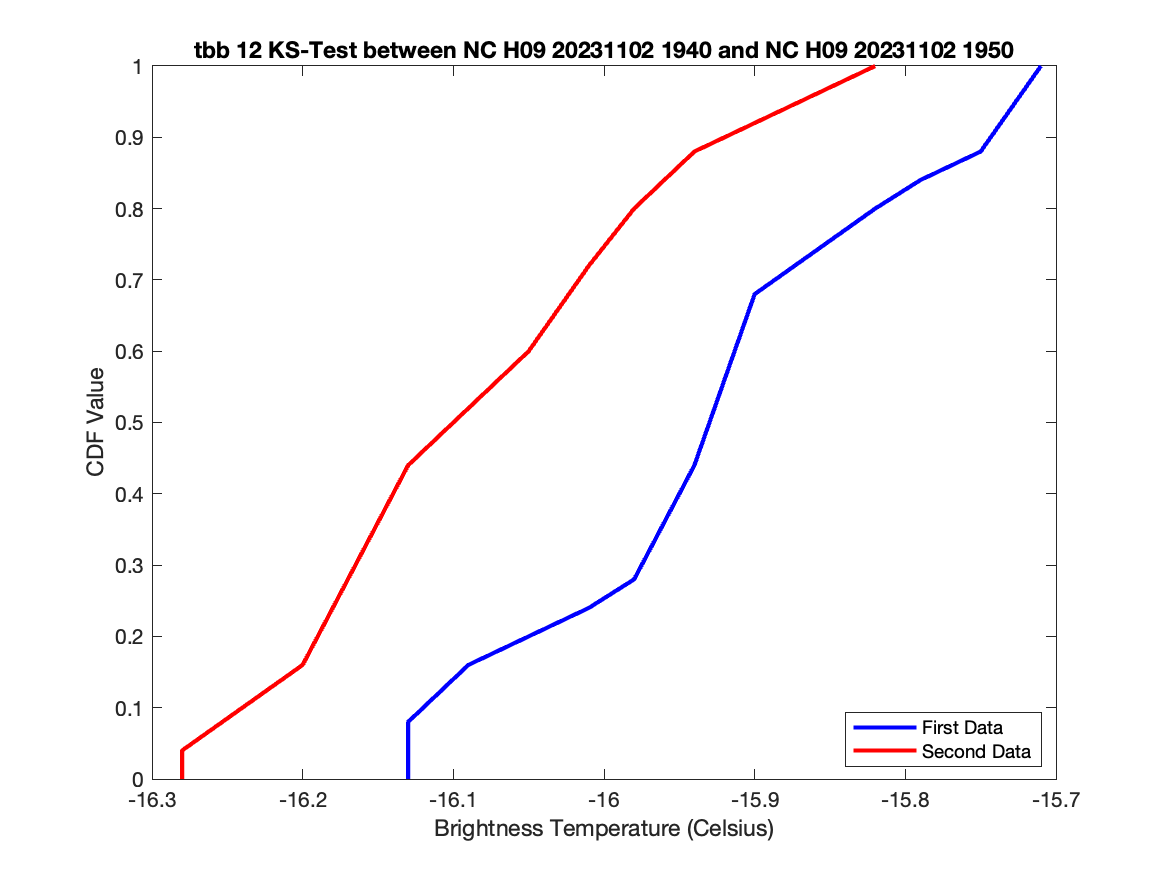 tbb 12 KS-Test between NC H09 20231102 1940 and NC H09 20231102 1950
1
0.9
0.8
0.7
0.6
0.5
0.4
0.3
0.2
0.1
0
CDF Value
First Data
Second Data
-16.3 -16.2 -16.1 -16 -15.9 -15.8 -15.7
Brightness Temperature (Celsius)